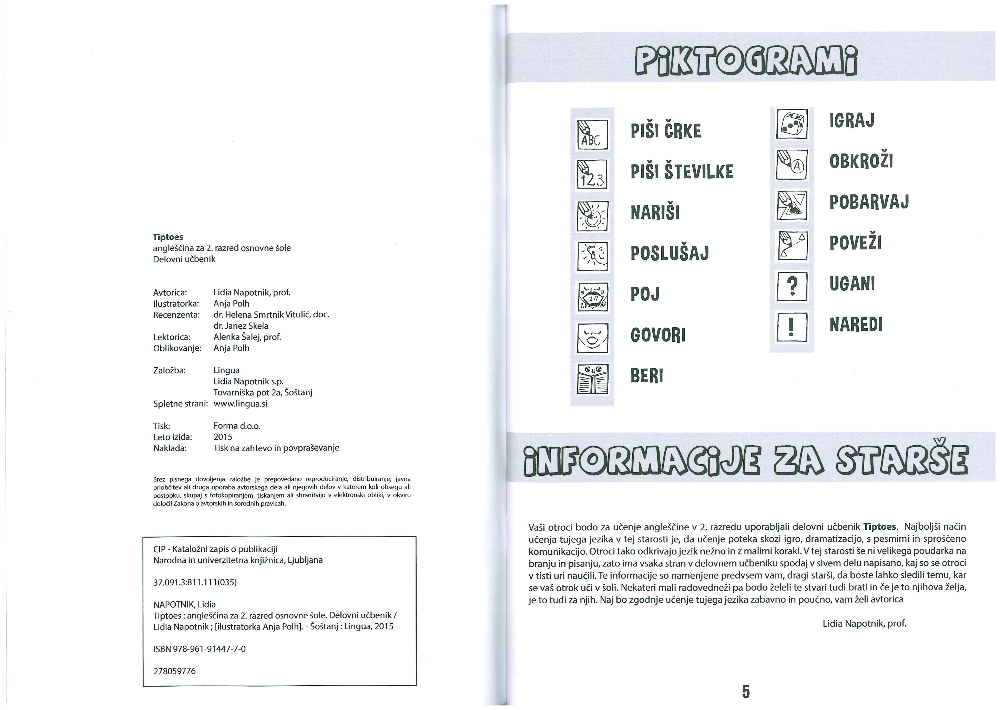 Tiptoes
angleščina za 2. razred osnovne šole
Delovni učbenik
Avtorica: Lidia Napotnik, prof.
Ilustratorka: Anja Polh
Recenzenta: dr. Helena Smrtnik Vitulić, doc.
dr. Janez Skela
Lektorica: Alenka Šalej, prof.
Oblikovanje: Anja Polh
Založba: Lingua
Lidia Napotnik s.p.
Tovarniška pot 2a, Šoštanj
Spletne strani: www.lingua.si
Tisk: Forma d.o.o.
Leto izida: 2015
Naklada: Tisk na zahtevo in povpraševanje
Brez pisnega dovoljenja založbe je prepovedano reproduciranje, distribuiranje, javna
priobčitev ali druga uporaba avtorskega dela ali njegovih delov v katerem koli obsegu ali
postopku, skupaj s fotokopiranjem, tiskanjem ali shranitvijo v elektronski obliki, v okviru
določil Zakona o avtorskih in sorodnih pravicah.
CIP - Kataložni zapis o publikaciji
Narodna in univerzitetna knjižnica, Ljubljana
37.091.3:811.111(035)
NAPOTNIK, Lidia
Tiptoes : angleščina za 2. razred osnovne šole. Delovni učbenik /
Lidia Napotnik ; [ilustratorka Anja Polh]. - Šoštanj : Lingua, 2015
ISBN 978-961-91447-7-0
278059776
PiKTOGRAMi
ABC
PIŠI ČRKE
123
PIŠI ŠTEVILKE
NARIŠI
POSLUŠAJ
POJ
GOVORI
BERI
IGRAJ
A
OBKROŽI
POBARVAJ
POVEŽI
?
UGANI
!
NAREDI
iNFORMACiJE ZA STARŠE
Vaši otroci bodo za učenje angleščine v 2. razredu uporabljali delovni učbenik Tiptoes. Najboljši način
učenja tujega jezika v tej starosti je, da učenje poteka skozi igro, dramatizacijo, s pesmimi in sproščeno
komunikacijo. Otroci tako odkrivajo jezik nežno in z malimi koraki. V tej starosti še ni velikega poudarka na
branju in pisanju, zato ima vsaka stran v delovnem učbeniku spodaj v sivem delu napisano, kaj so se otroci
v tisti uri naučili. Te informacije so namenjene predvsem vam, dragi starši, da boste lahko sledili temu, kar
se vaš otrok uči v šoli. Nekateri mali radovedneži pa bodo želeli te stvari tudi brati in če je to njihova želja,
je to tudi za njih. Naj bo zgodnje učenje tujega jezika zabavno in poučno, vam želi avtorica
Lidia Napotnik, prof.
5